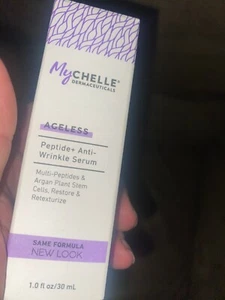 MyCHELLE®
DERMACEUTICALS
AGELESS
Peptide+ Anti-
Wrinkle Serum
Multi-Peptides &
Argan Plant Stem
Cells, Restore &
Retexturize
SAME FORMULA
NEW LOOK
1.0 fl oz/30 mL